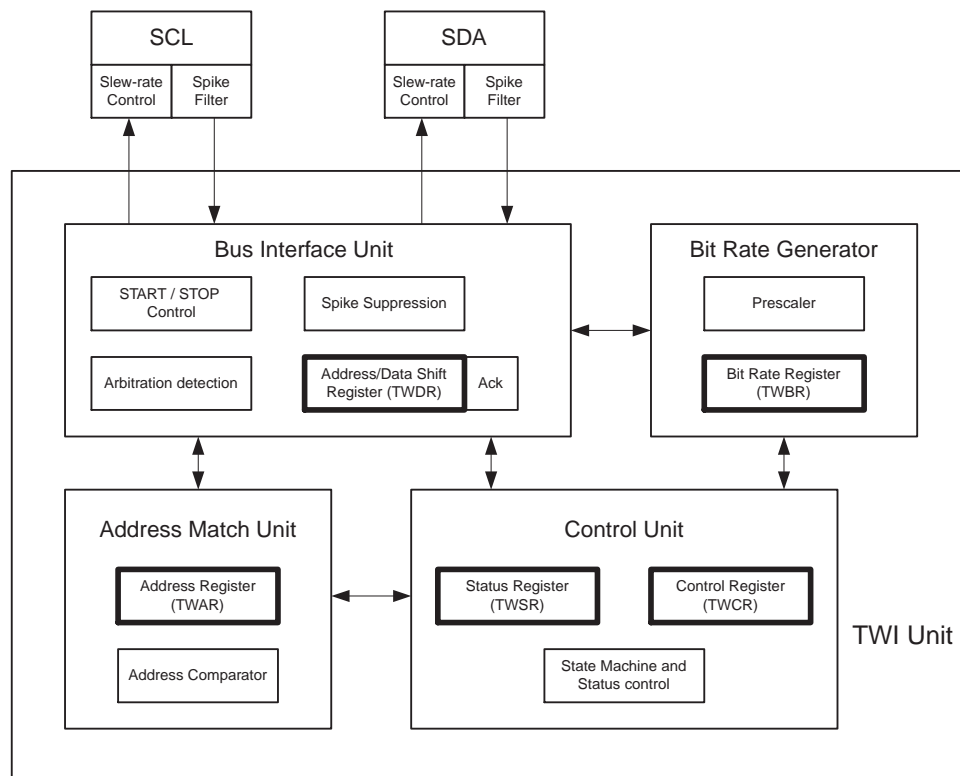 SCL
Slew-rate
Control
Spike
Filter
SDA
Slew-rate
Control
Spike
Filter
Bus Interface Unit
START / STOP
Control
Spike Suppression
Arbitration detection
Address/Data Shift
Register (TWDR)
Ack
Bit Rate Generator
Prescaler
Bit Rate Register
(TWBR)
Address Match Unit
Address Register
(TWAR)
Address Comparator
Control Unit
Status Register
(TWSR)
Control Register
(TWCR)
State Machine and
Status control
TWI Unit